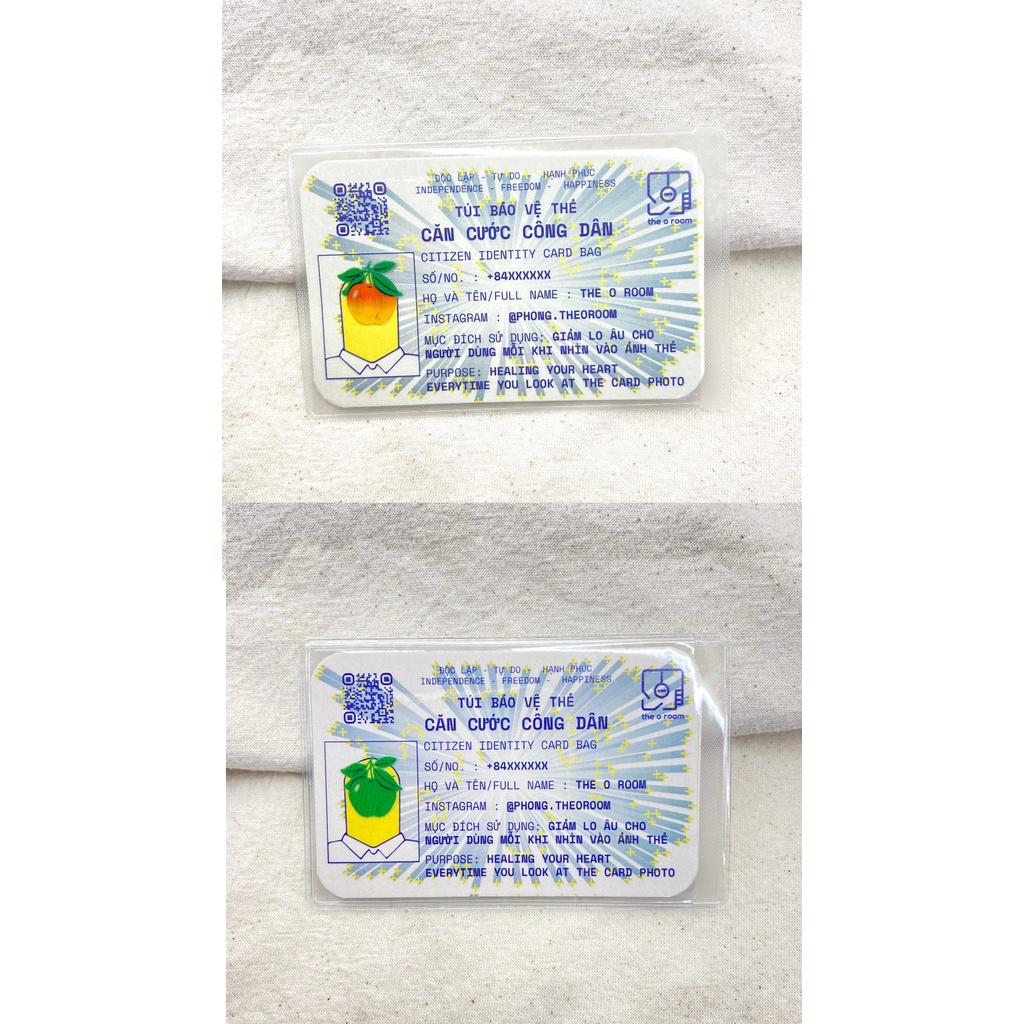 ĐỘC LẬP - TỰ DO - HẠNH PHÚC
INDEPENDENCE - FREEDOM - HAPPINESS
the o room
TÚI BẢO VỆ THẺ
CĂN CƯỚC CÔNG DÂN
CITIZEN IDENTITY CARD BAG
SỐ/NO. : +84XXXXXX
HỌ VÀ TÊN/FULL NAME : THE O ROOM
INSTAGRAM : @PHONG.THEOROOM
MỤC ĐÍCH SỬ DỤNG: GIẢM LO ÂU CHO
NGƯỜI DÙNG MỖI KHI NHÌN VÀO ẢNH THẺ
PURPOSE: HEALING YOUR HEART
EVERYTIME YOU LOOK AT THE CARD PHOTO
ĐỘC LẬP - TỰ DO - HẠNH PHÚC
INDEPENDENCE - FREEDOM - HAPPINESS
the o room
TÚI BẢO VỆ THẺ
CĂN CƯỚC CÔNG DÂN
CITIZEN IDENTITY CARD BAG
SỐ/NO. : +84XXXXXX
HỌ VÀ TÊN/FULL NAME : THE O ROOM
INSTAGRAM : @PHONG.THEOROOM
MỤC ĐÍCH SỬ DỤNG: GIẢM LO ÂU CHO
NGƯỜI DÙNG MỖI KHI NHÌN VÀO ẢNH THẺ
PURPOSE: HEALING YOUR HEART
EVERYTIME YOU LOOK AT THE CARD PHOTO